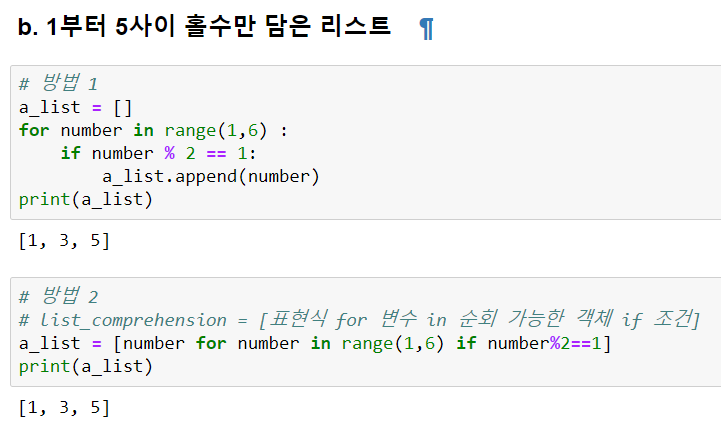 b. 1부터 5사이 홀수만 담은 리스트 ¶
# 방법 1
a_list = []
for number in range(1,6) :
    if number % 2 == 1:
        a_list.append(number)
print(a_list)
[1, 3, 5]
# 방법 2
# list_comprehension = [표현식 for 변수 in 순회 가능한 객체 if 조건]
a_list = [number for number in range(1,6) if number%2==1]
print(a_list)
[1, 3, 5]